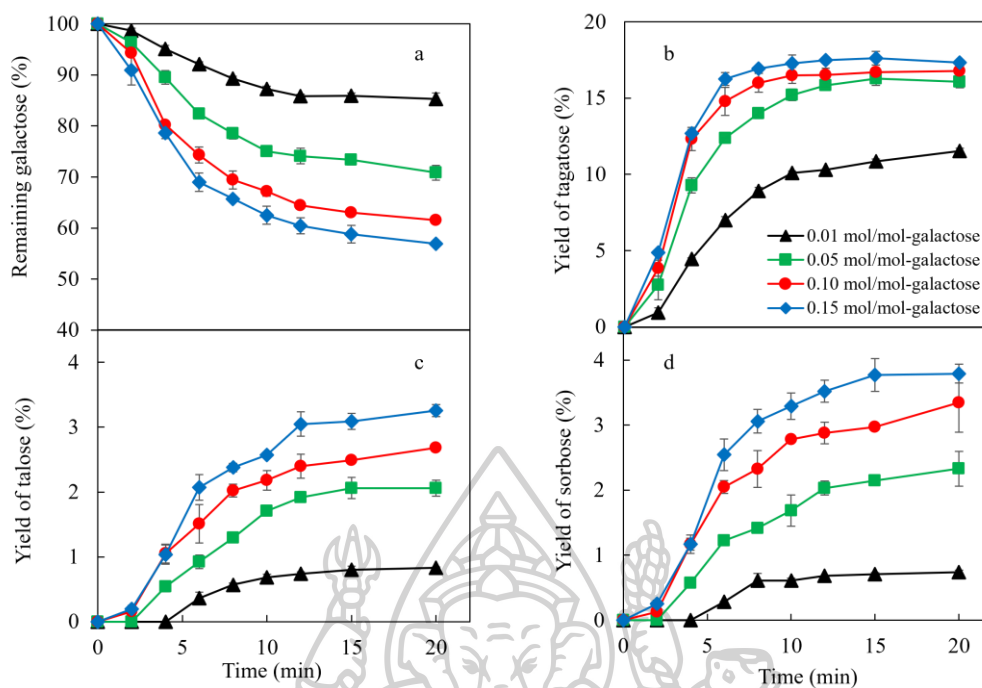 100
90
80
70
60
50
40
Remaining galactose (%)
a
20
15
10
5
0
Yield of tagatose (%)
b
0.01 mol/mol-galactose
0.05 mol/mol-galactose
0.10 mol/mol-galactose
0.15 mol/mol-galactose
4
3
2
1
0
Yield of talose (%)
c
0 5 10 15 20
Time (min)
4
3
2
1
0
Yield of sorbose (%)
d
0 5 10 15 20
Time (min)